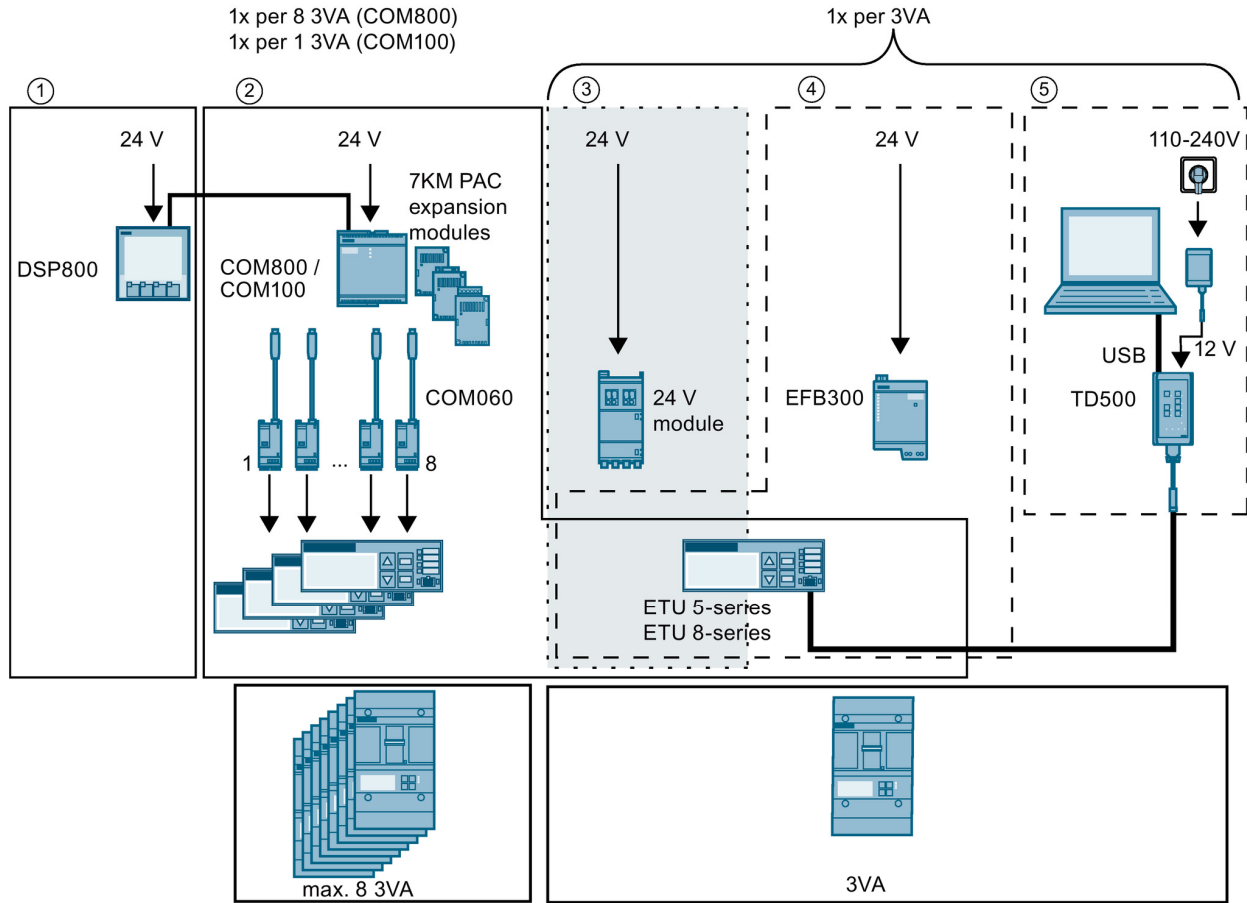 1x per 8 3VA (COM800)
1x per 1 3VA (COM100)
1x per 3VA
1
2
3
4
5
24 V
24 V
24 V
24 V
110-240V
7KM PAC
expansion
modules
DSP800
COM800 /
COM100
USB
12 V
COM060
24 V
module
EFB300
TD500
1
...
8
ETU 5-series
ETU 8-series
max. 8 3VA
3VA